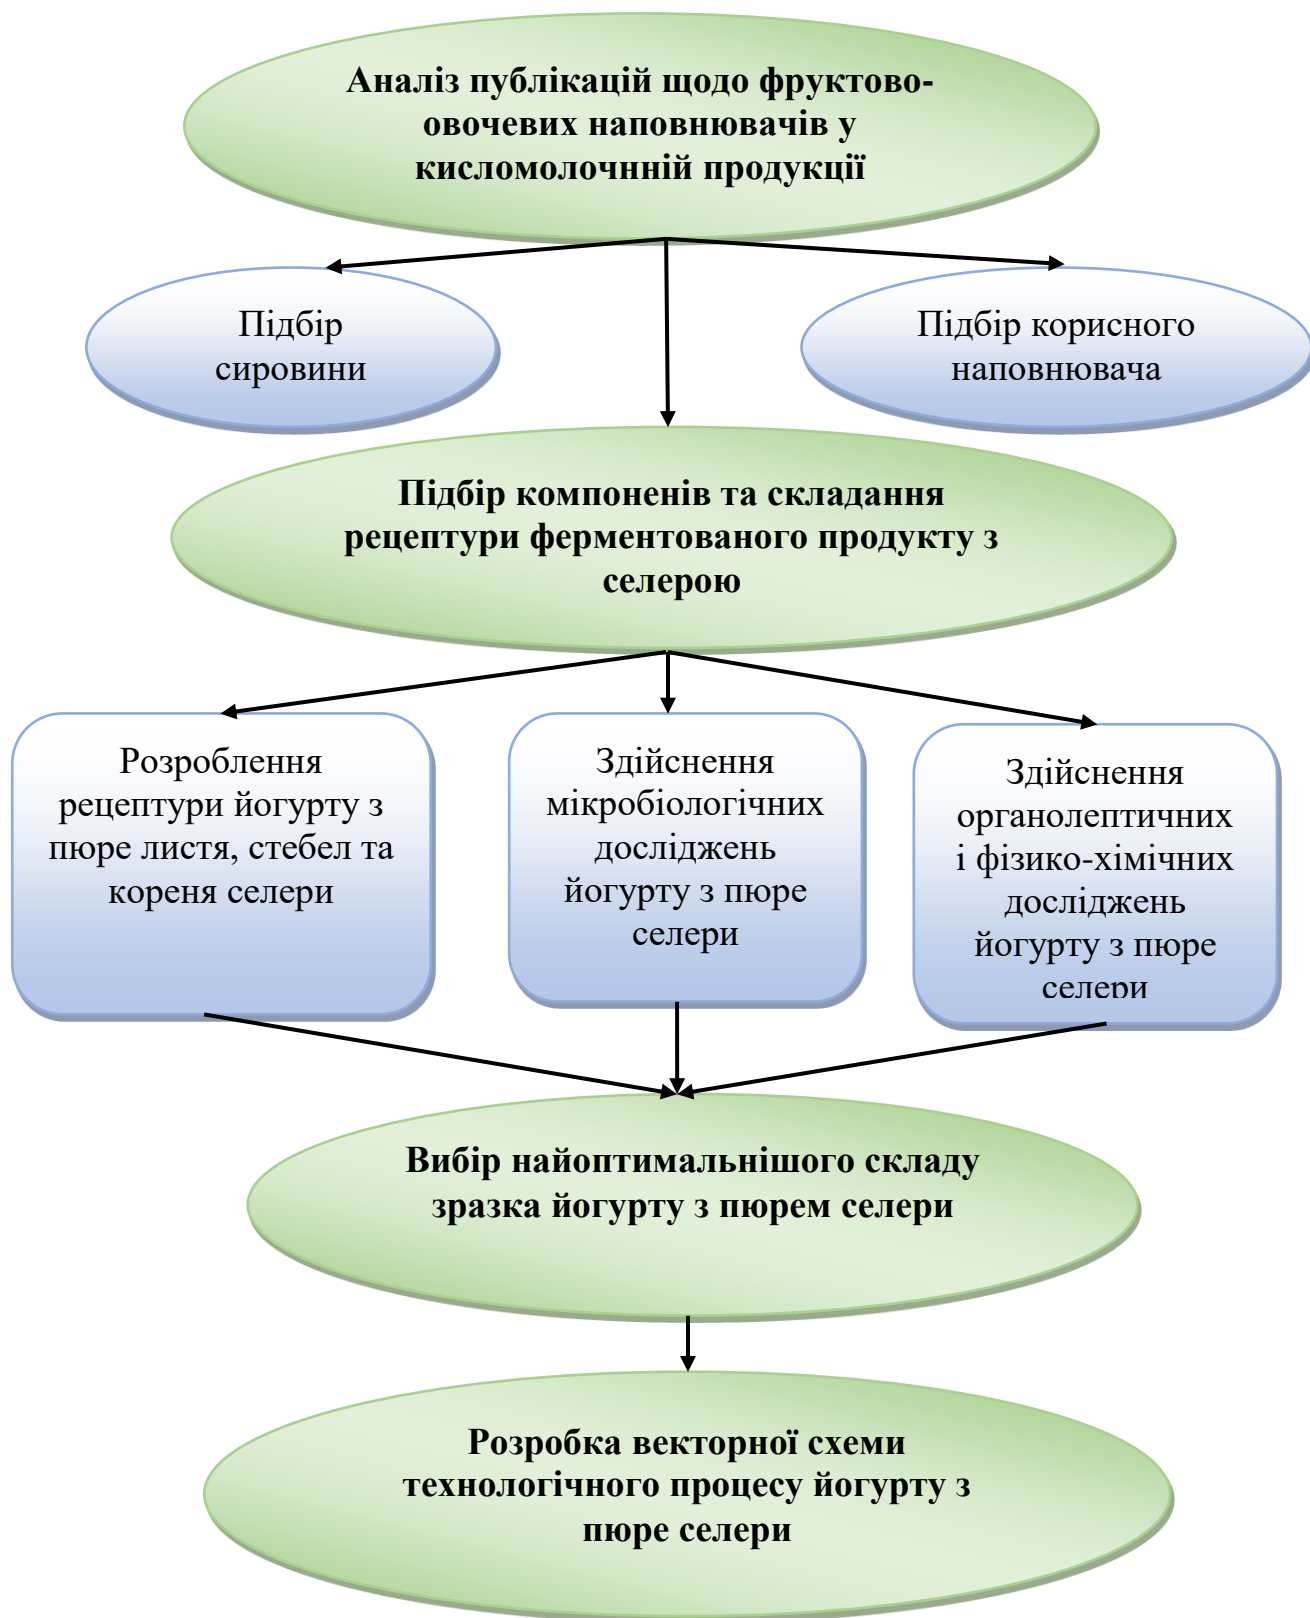 Аналіз публікацій щодо фруктово-
овочевих наповнювачів у
кисломолочнній продукції
Підбір
сировини
Підбір корисного
наповнювача
Підбір компоненів та складання
рецептури ферментованого продукту з
селерою
Розроблення
рецептури йогурту з
пюре листя, стебел та
кореня селери
Здійснення
мікробіологічних
досліджень
йогурту з пюре
селери
Здійснення
органолептичних
і фізико-хімічних
досліджень
йогурту з пюре
селери
Вибір найоптимальнішого складу
зразка йогурту з пюрем селери
Розробка векторної схеми
технологічного процесу йогурту з
пюре селери